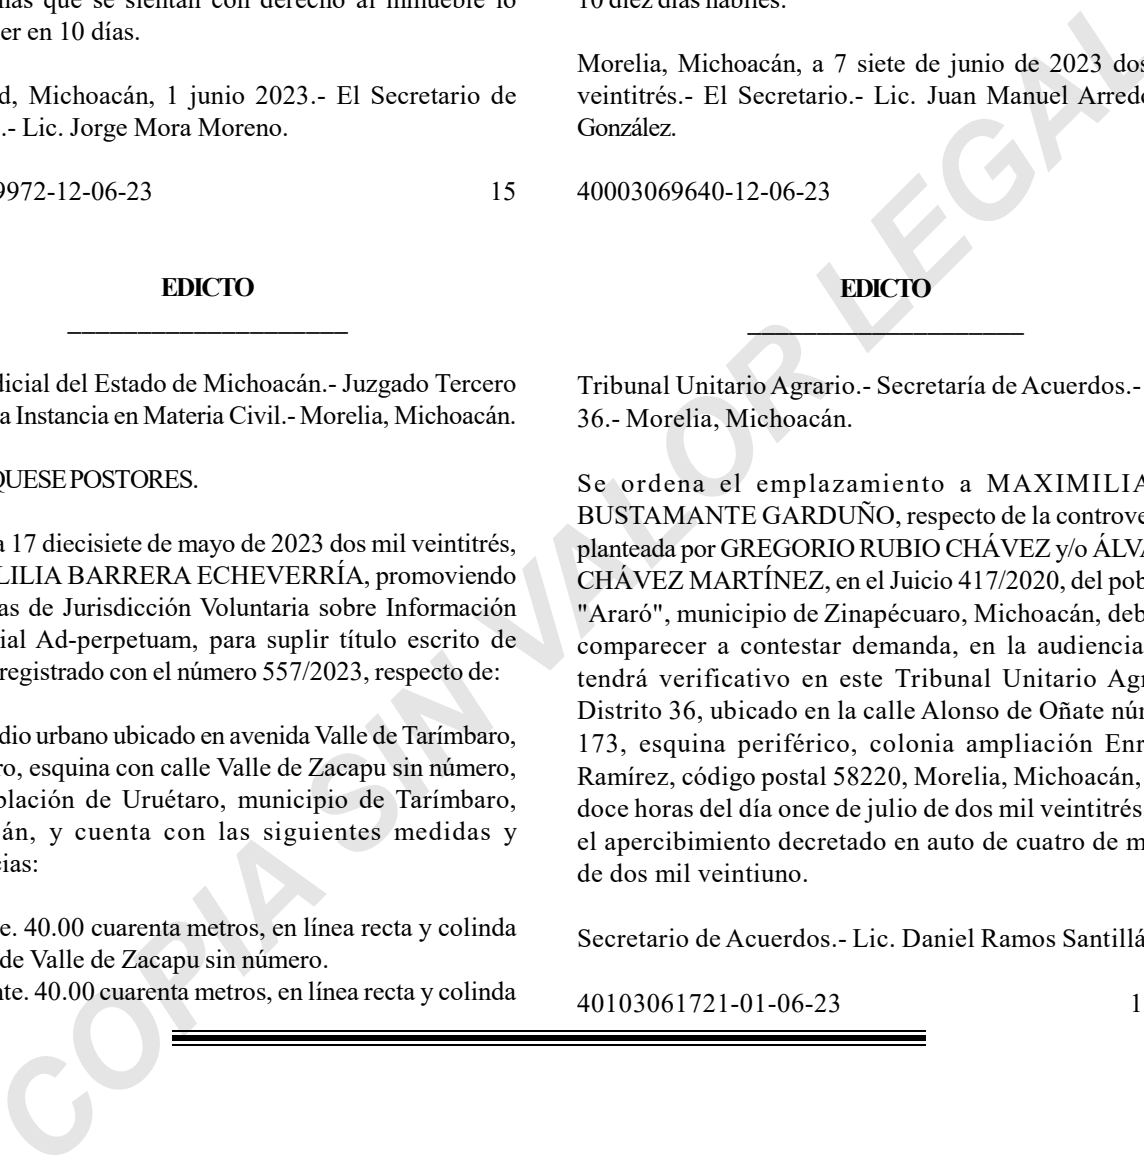 que se sientan con derecho al inmueble lo
er en 10 días.
d, Michoacán, 1 junio 2023.- El Secretario de
.- Lic. Jorge Mora Moreno.
9972-12-06-23 15
EDICTO
____________________
dicial del Estado de Michoacán.- Juzgado Tercero
a Instancia en Materia Civil.- Morelia, Michoacán.
QUESE POSTORES.
a 17 diecisiete de mayo de 2023 dos mil veintitrés,
LILIA BARRERA ECHEVERRÍA, promoviendo
as de Jurisdicción Voluntaria sobre Información
ial Ad-perpetuam, para suplir título escrito de
registrado con el número 557/2023, respecto de:
dio urbano ubicado en avenida Valle de Tarímbaro,
ro, esquina con calle Valle de Zacapu sin número,
blación de Uruétaro, municipio de Tarímbaro,
án, y cuenta con las siguientes medidas y
cias:
te. 40.00 cuarenta metros, en línea recta y colinda
de Valle de Zacapu sin número.
nte. 40.00 cuarenta metros, en línea recta y colinda
10 diez días hábiles.
Morelia, Michoacán, a 7 siete de junio de 2023 dos
veintitrés.- El Secretario.- Lic. Juan Manuel Arredo
González.
40003069640-12-06-23
EDICTO
____________________
Tribunal Unitario Agrario.- Secretaría de Acuerdos.-
36.- Morelia, Michoacán.
Se ordena el emplazamiento a MAXIMILIA
BUSTAMANTE GARDUÑO, respecto de la controve
planteada por GREGORIO RUBIO CHÁVEZ y/o ÁLVA
CHÁVEZ MARTÍNEZ, en el Juicio 417/2020, del pob
"Araró", municipio de Zinapécuaro, Michoacán, deb
comparecer a contestar demanda, en la audiencia
tendrá verificativo en este Tribunal Unitario Agr
Distrito 36, ubicado en la calle Alonso de Oñate nú
173, esquina periférico, colonia ampliación Enr
Ramírez, código postal 58220, Morelia, Michoacán,
doce horas del día once de julio de dos mil veintitrés
el apercibimiento decretado en auto de cuatro de m
de dos mil veintiuno.
Secretario de Acuerdos.- Lic. Daniel Ramos Santillá
40103061721-01-06-23 1
COPIA SIN VALOR LEGAL